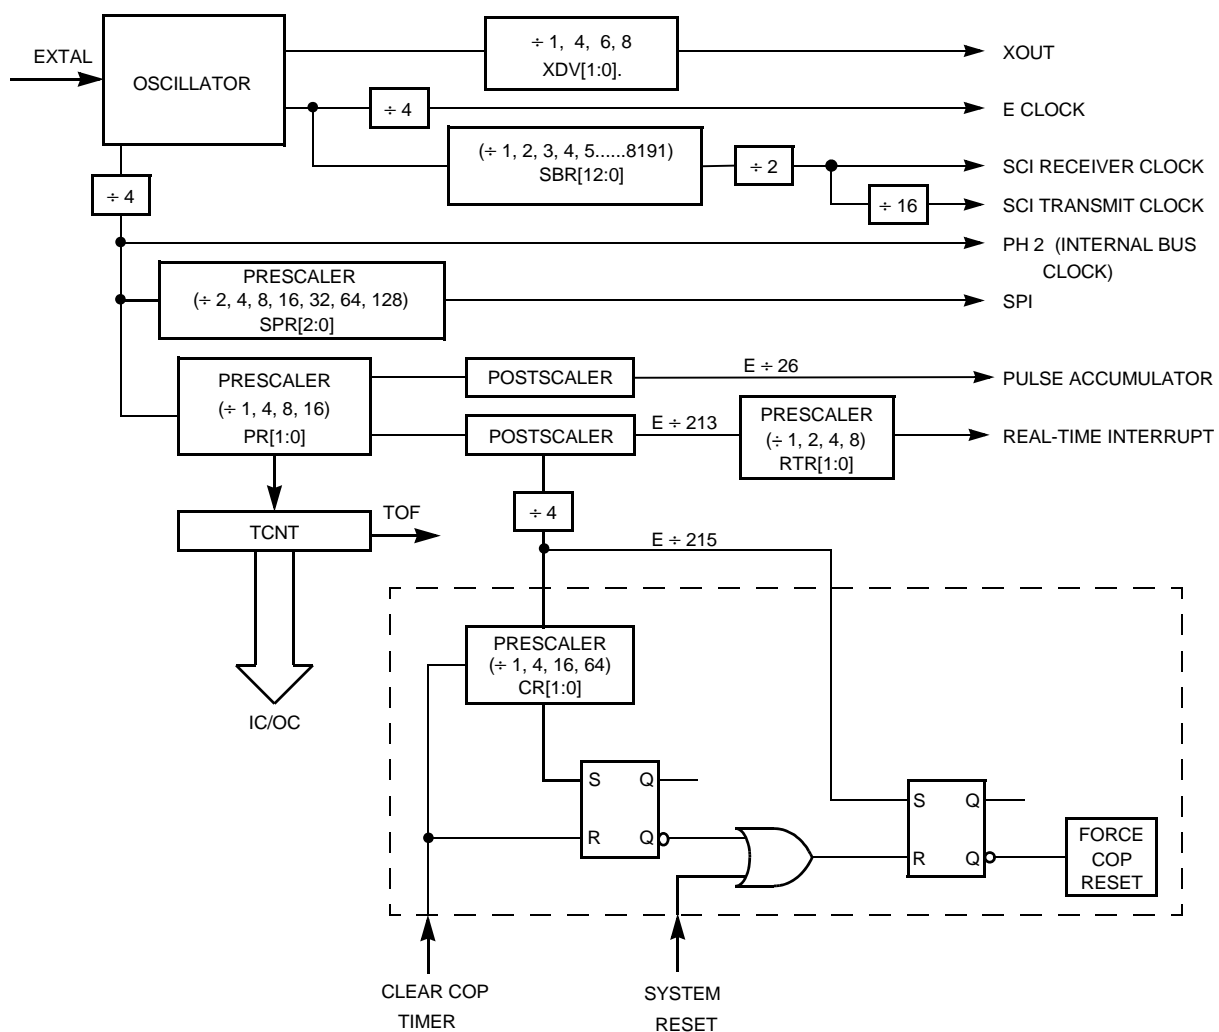 EXTAL
OSCILLATOR
÷ 1, 4, 6, 8
XDV[1:0].
XOUT
÷ 4
E CLOCK
(÷ 1, 2, 3, 4, 5......8191)
SBR[12:0]
÷ 2
SCI RECEIVER CLOCK
÷ 4
÷ 16
SCI TRANSMIT CLOCK
PH 2 (INTERNAL BUS
CLOCK)
PRESCALER
(÷ 2, 4, 8, 16, 32, 64, 128)
SPR[2:0]
SPI
PRESCALER
(÷ 1, 4, 8, 16)
PR[1:0]
POSTSCALER
E ÷ 26
PULSE ACCUMULATOR
POSTSCALER
E ÷ 213
PRESCALER
(÷ 1, 2, 4, 8)
RTR[1:0]
REAL-TIME INTERRUPT
÷ 4
TCNT
TOF
E ÷ 215
IC/OC
PRESCALER
(÷ 1, 4, 16, 64)
CR[1:0]
S
Q
R
Q
S
Q
R
Q
FORCE
COP
RESET
CLEAR COP
TIMER
SYSTEM
RESET